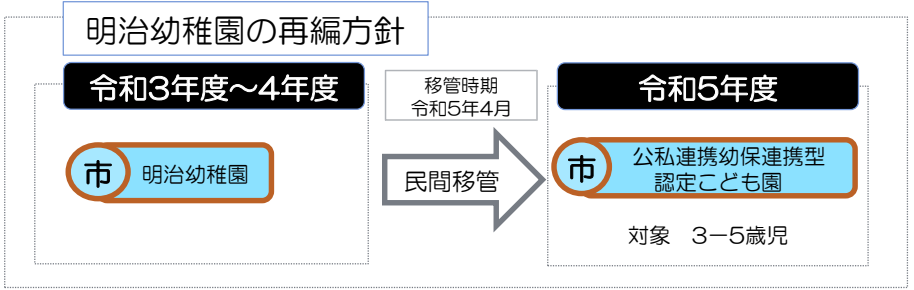 明治幼稚園の再編方針
令和3年度～4年度
移管時期
令和5年4月
令和5年度
市
明治幼稚園
民間移管
市
公私連携幼保連携型
認定こども園
対象　3－5歳児